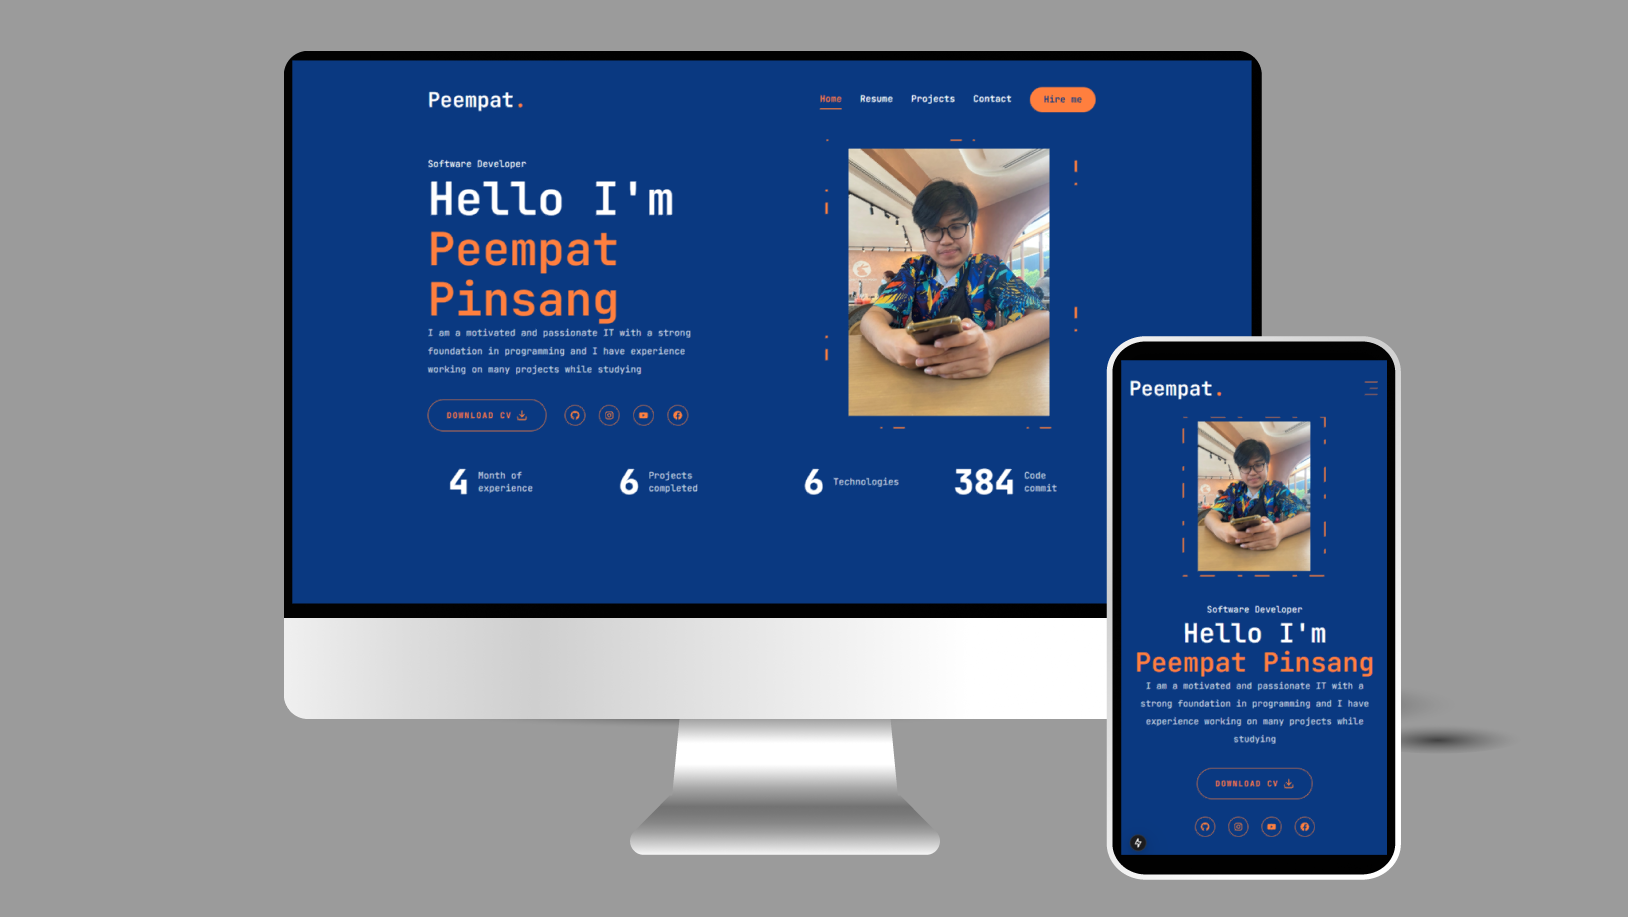 Peempat.
Home Resume Projects Contact Hire me
Software Developer
Hello I'm
Peempat
Pinsang
I am a motivated and passionate IT with a strong
foundation in programming and I have experience
working on many projects while studying
DOWNLOAD CV
4 Month of
experience
6 Projects
completed
6 Technologies
384 Code
commit
Peempat.
Software Developer
Hello I'm
Peempat Pinsang
I am a motivated and passionate IT with a
strong foundation in programming and I have
experience working on many projects while
studying
DOWNLOAD CV